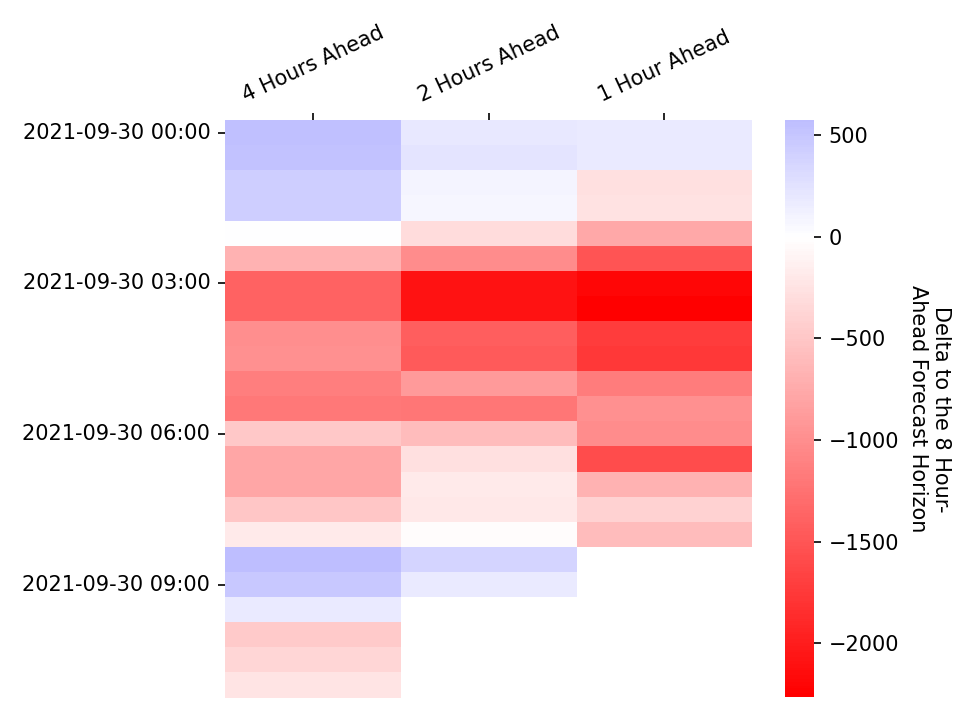 4 Hours Ahead
2 Hours Ahead
1 Hour Ahead
2021-09-30 00:00
2021-09-30 03:00
2021-09-30 06:00
2021-09-30 09:00
500
0
−500
−1000
−1500
−2000
Delta to the 8 Hour-
Ahead Forecast Horizon